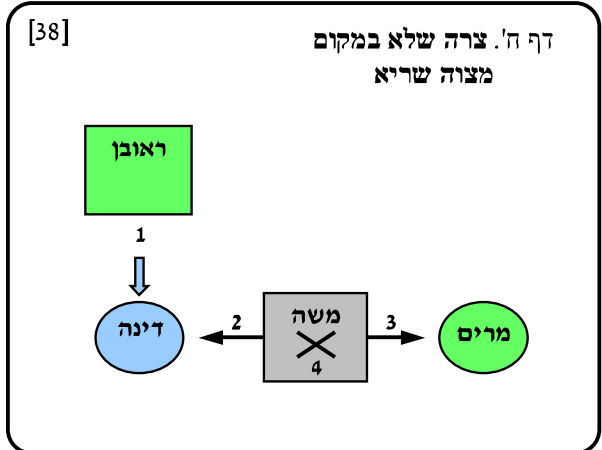 [38]
דף ח'. צרה שלא במקום
מצוה שריא
ראובן
1
דינה
2
משה
4
3
מרים